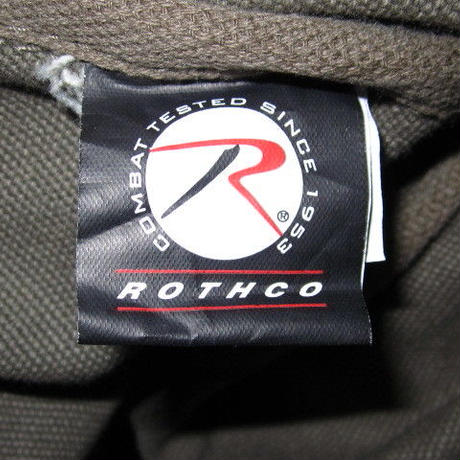 COMBAT TESTED SINCE 1953
R
®
ROTHCO